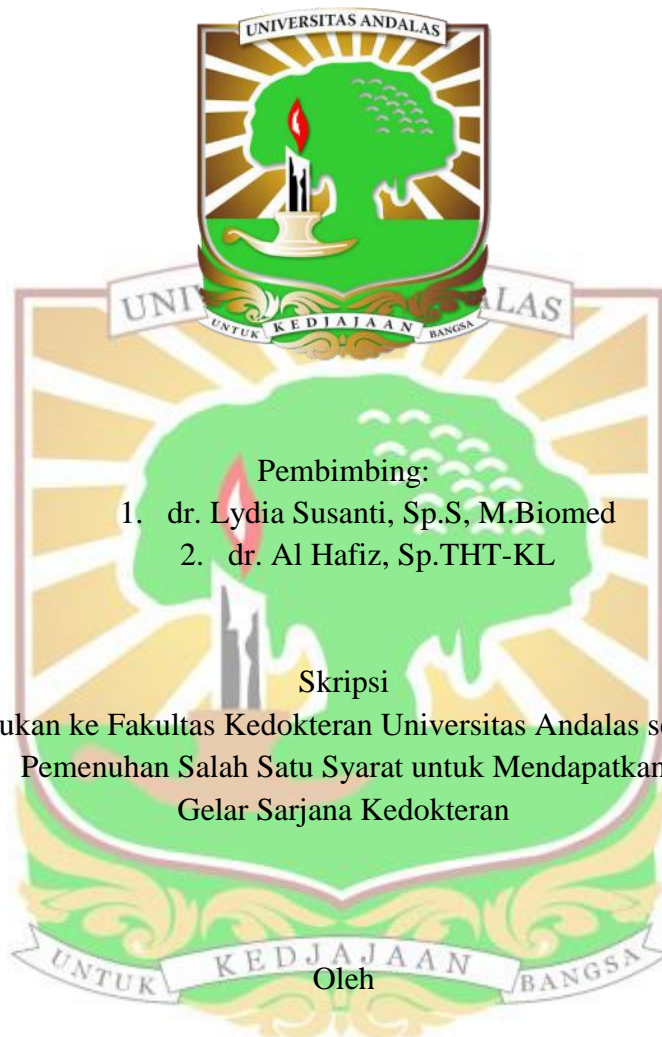 UNIVERSITAS ANDALAS
UNTUK KEDJAJAAN BANGSA
Pembimbing:
1. dr. Lydia Susanti, Sp.S, M.Biomed
2. dr. Al Hafiz, Sp.THT-KL
Skripsi
ukan ke Fakultas Kedokteran Universitas Andalas se
Pemenuhan Salah Satu Syarat untuk Mendapatkan
Gelar Sarjana Kedokteran
UNTUK KEDJAJAAN BANGSA
Oleh